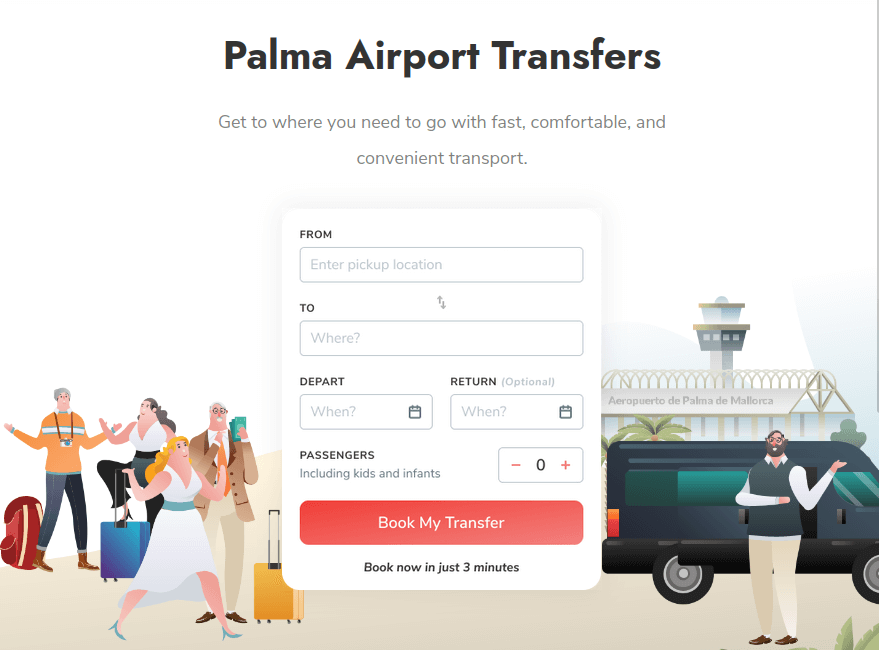 Palma Airport Transfers
Get to where you need to go with fast, comfortable, and
convenient transport.
FROM
Enter pickup location
TO
Where?
DEPART
RETURN (Optional)
When?
When?
PASSENGERS
Including kids and infants
− 0 +
Book My Transfer
Book now in just 3 minutes
Aeropuerto de Palma de Mallorca